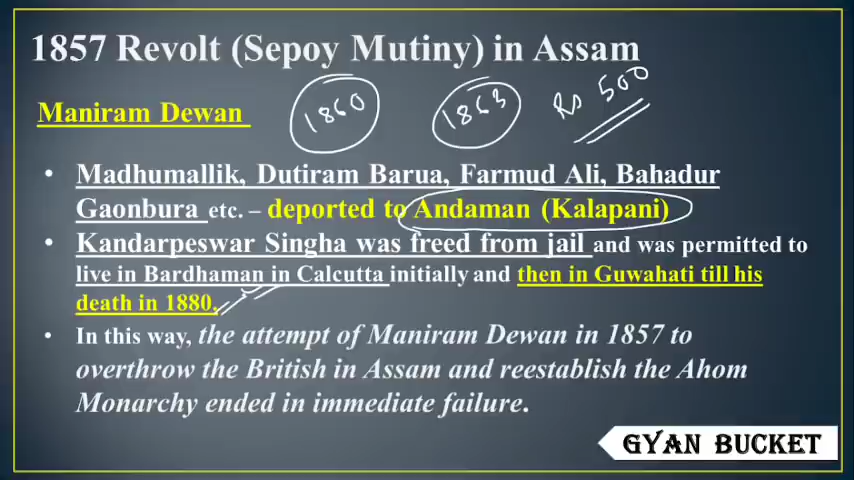 1857 Revolt (Sepoy Mutiny) in Assam
Maniram Dewan
1860
1863
Rs 500
• Madhumallik, Dutiram Barua, Farmud Ali, Bahadur
Gaonbura etc. – deported to Andaman (Kalapani)
• Kandarpeswar Singha was freed from jail and was permitted to
live in Bardhaman in Calcutta initially and then in Guwahati till his
death in 1880.
• In this way, the attempt of Maniram Dewan in 1857 to
overthrow the British in Assam and reestablish the Ahom
Monarchy ended in immediate failure.
GYAN BUCKET